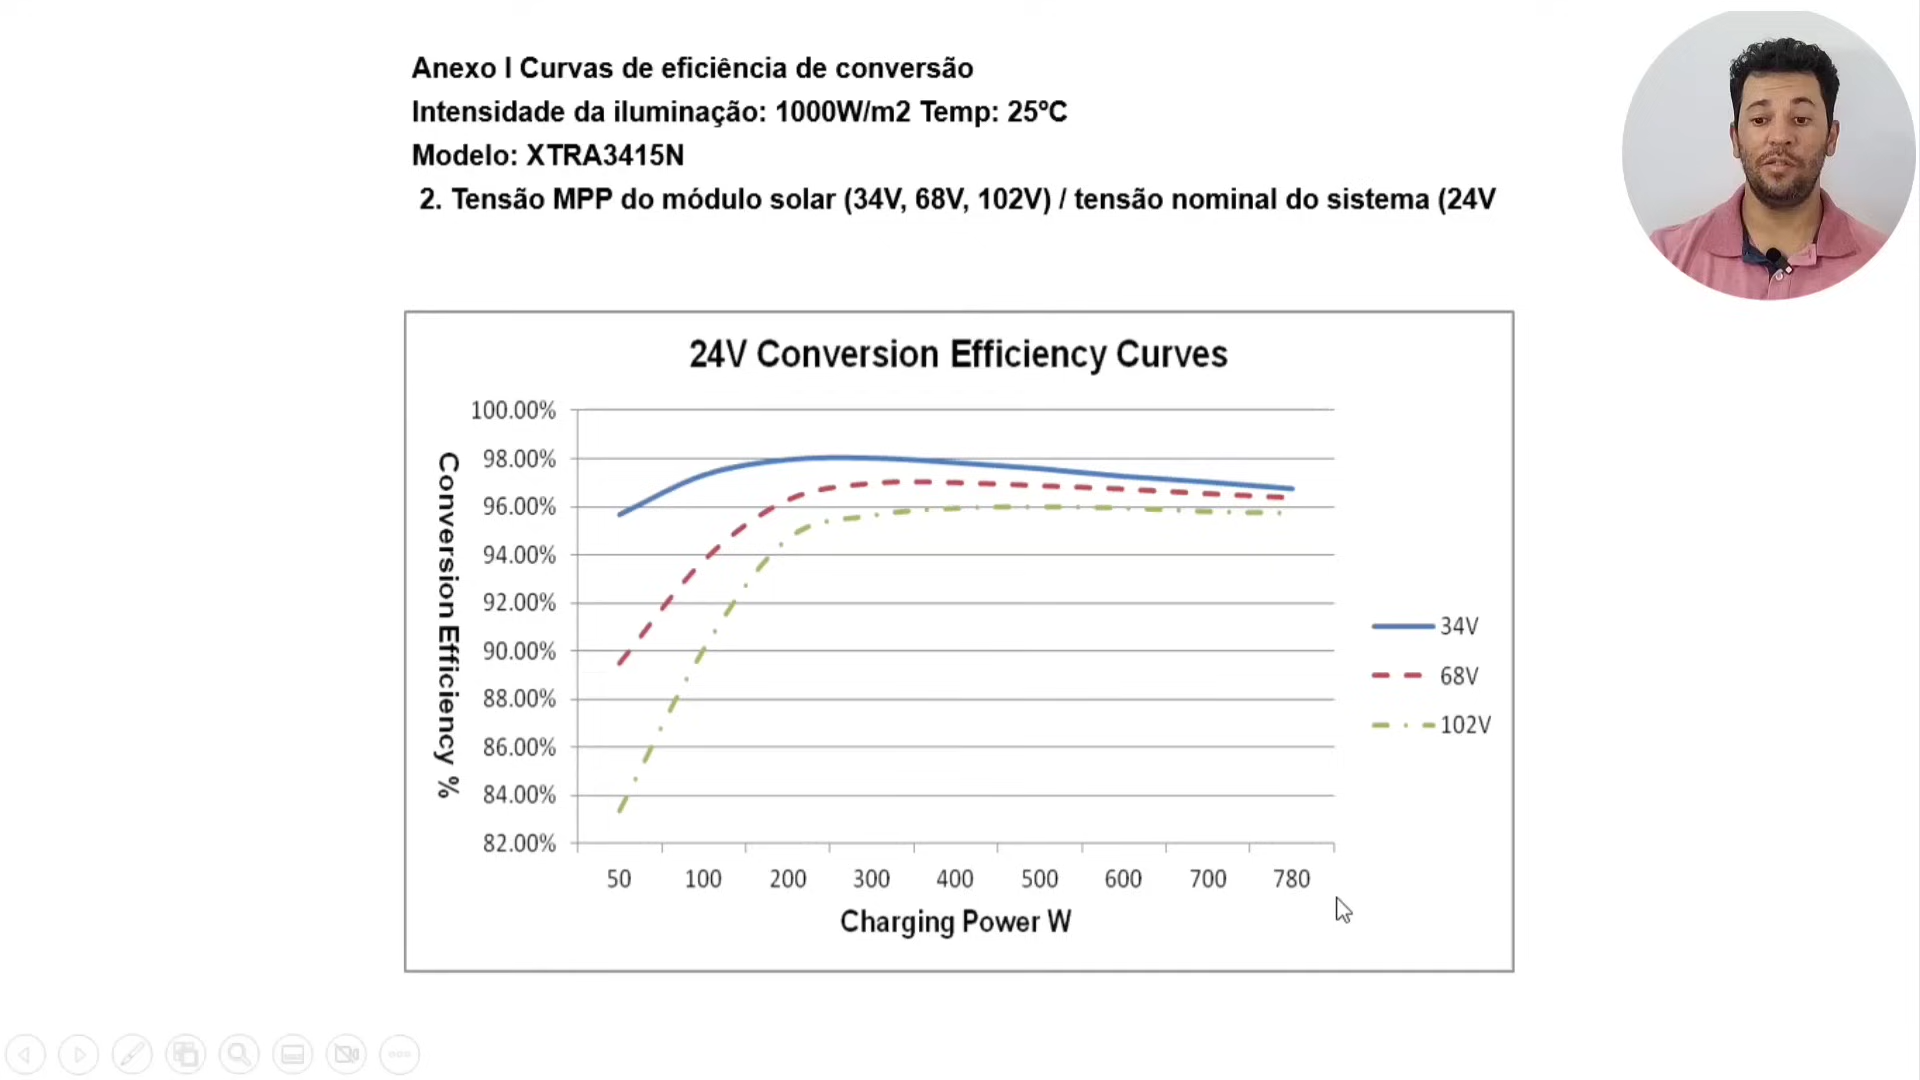 Anexo I Curvas de eficiência de conversão
Intensidade da iluminação: 1000W/m2 Temp: 25ºC
Modelo: XTRA3415N
2. Tensão MPP do módulo solar (34V, 68V, 102V) / tensão nominal do sistema (24V
24V Conversion Efficiency Curves
Conversion Efficiency %
100.00%
98.00%
96.00%
94.00%
92.00%
90.00%
88.00%
86.00%
84.00%
82.00%
50 100 200 300 400 500 600 700 780
Charging Power W
34V
68V
102V